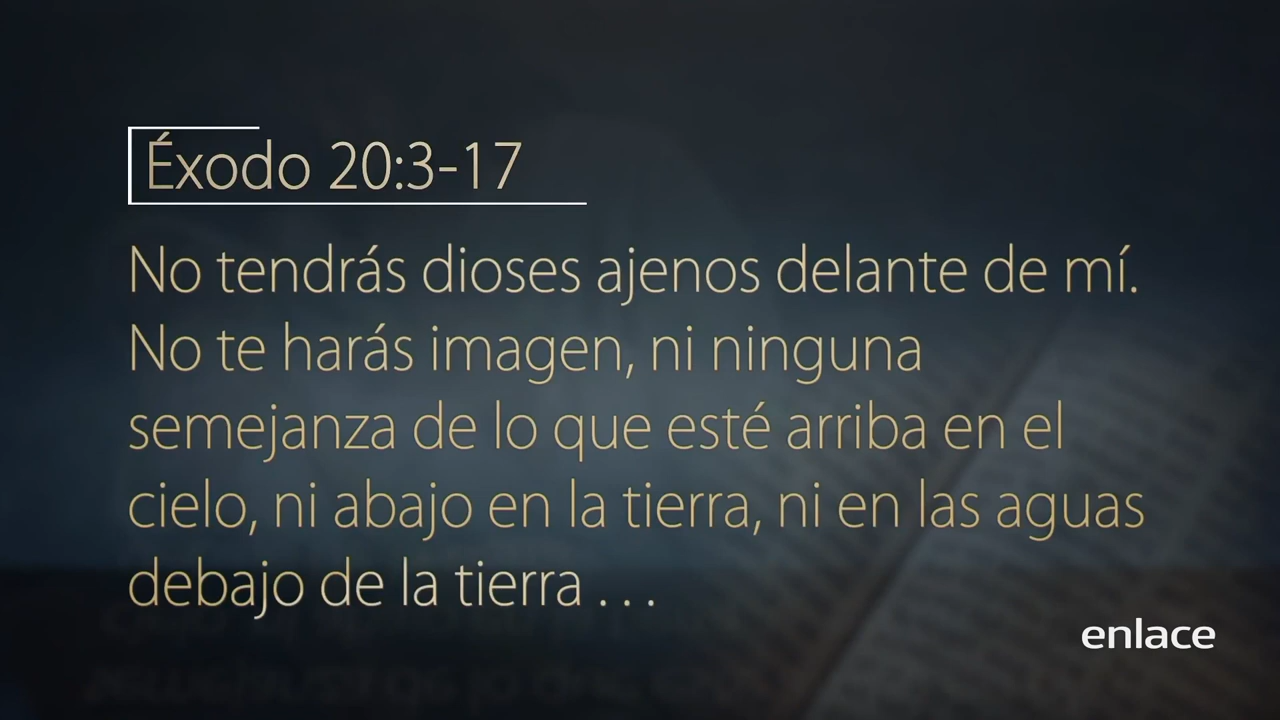 Éxodo 20:3-17
No tendrás dioses ajenos delante de mí.
No te harás imagen, ni ninguna
semejanza de lo que esté arriba en el
cielo, ni abajo en la tierra, ni en las aguas
debajo de la tierra . . .
enlace